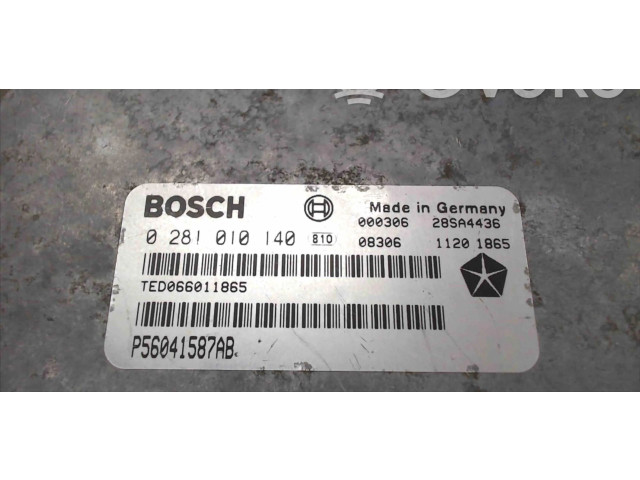 BOSCH Made in Germany
000306 28SA4436
0 281 010 140 810 08306 1120 1865
TED066011865
P56041587AB